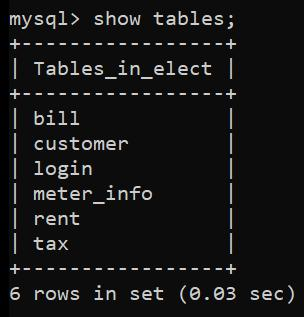 mysql> show tables;
+-----------------+
| Tables_in_elect |
+-----------------+
| bill            |
| customer        |
| login           |
| meter_info      |
| rent            |
| tax             |
+-----------------+
6 rows in set (0.03 sec)